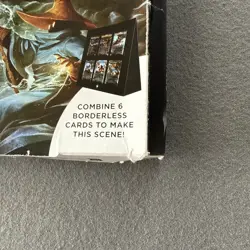 COMBINE 6
BORDERLESS
CARDS TO MAKE
THIS SCENE!